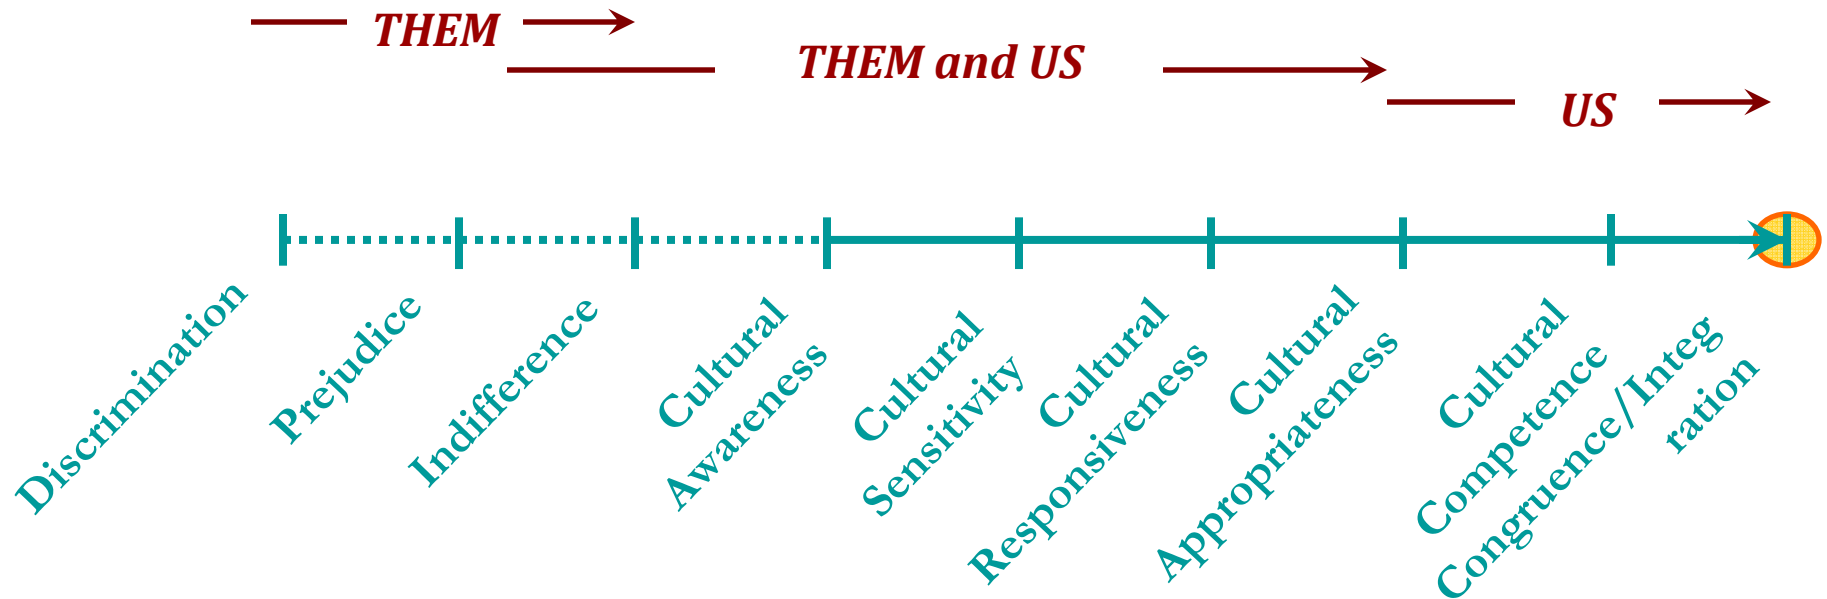 THEM
THEM and US
US
Discrimination
Prejudice
Indifference
Cultural
Awareness
Cultural
Sensitivity
Cultural
Responsiveness
Cultural
Appropriateness
Cultural
Competence
Congruence/Integ
ration